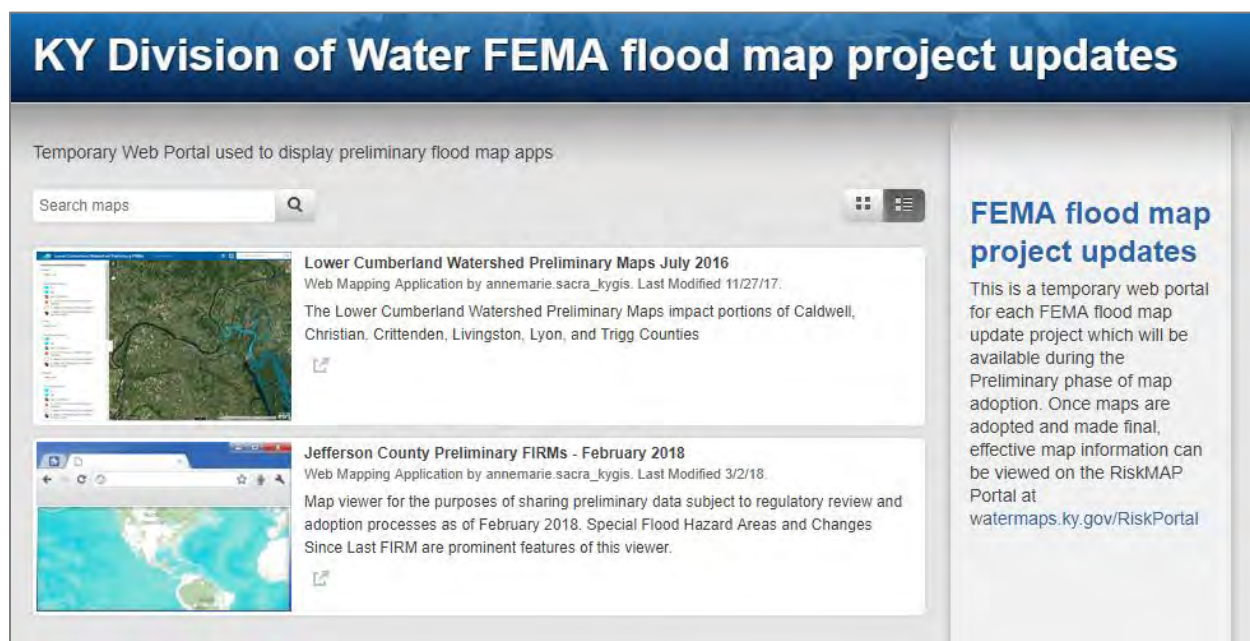 KY Division of Water FEMA flood map project updates
Temporary Web Portal used to display preliminary flood map apps
Search maps
Lower Cumberland Watershed Preliminary Maps July 2016
Web Mapping Application by annemarie.sacra_kygis. Last Modified 11/27/17.
The Lower Cumberland Watershed Preliminary Maps impact portions of Caldwell,
Christian, Crittenden, Livingston, Lyon, and Trigg Counties
Jefferson County Preliminary FIRMs - February 2018
Web Mapping Application by annemarie.sacra_kygis. Last Modified 3/2/18.
Map viewer for the purposes of sharing preliminary data subject to regulatory review and
adoption processes as of February 2018. Special Flood Hazard Areas and Changes
Since Last FIRM are prominent features of this viewer.
FEMA flood map
project updates
This is a temporary web portal
for each FEMA flood map
update project which will be
available during the
Preliminary phase of map
adoption. Once maps are
adopted and made final,
effective map information can
be viewed on the RiskMAP
Portal at
watermaps.ky.gov/RiskPortal